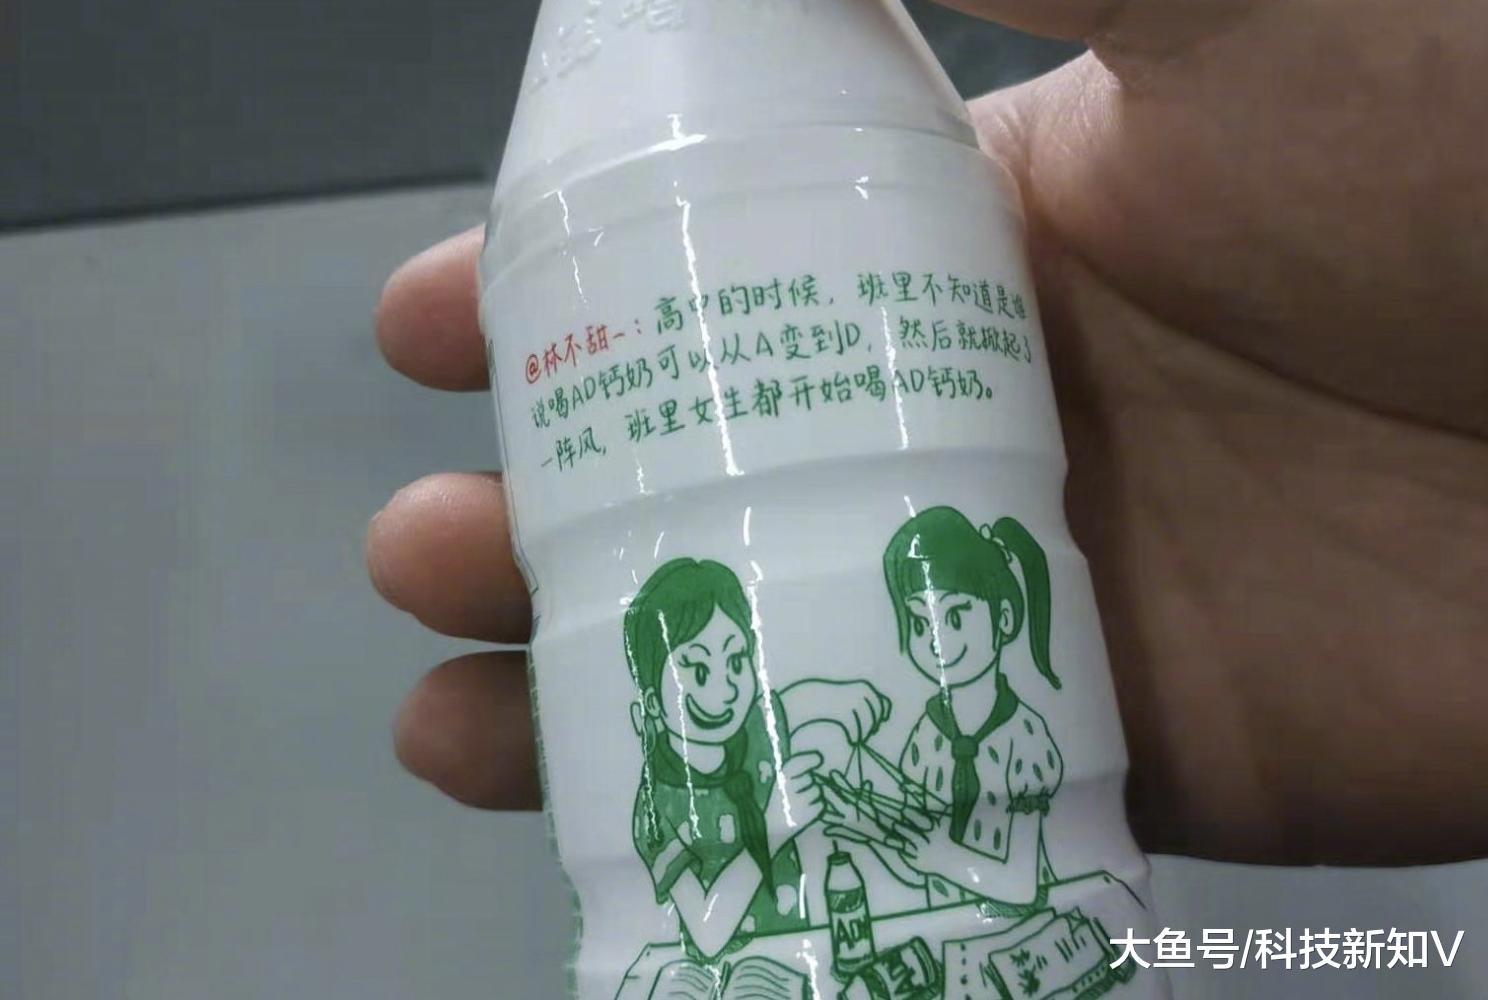 @林不甜一：高中的时候，班里不知道是谁
说喝AD钙奶可以从A变到D，然后就掀起了
一阵风，班里女生都开始喝AD钙奶。
AD
大鱼号/科技新知V